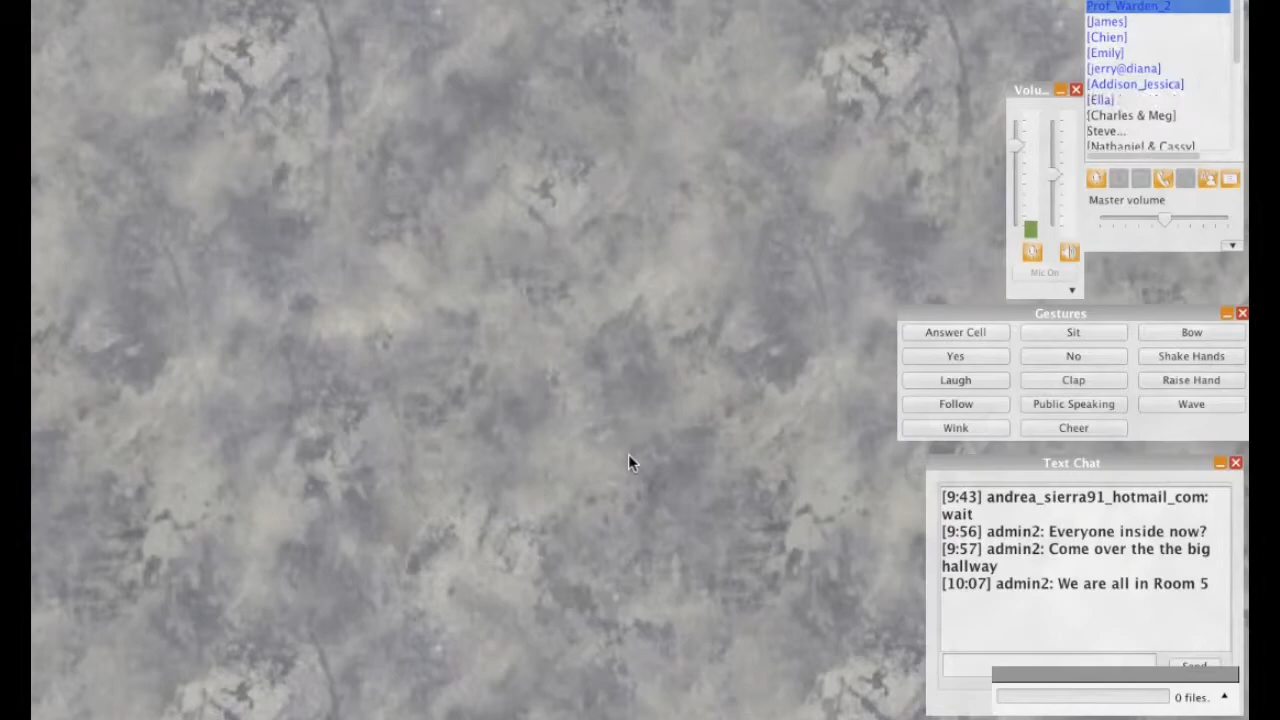 Prof_Warden_2
[James]
[Chien]
[Emily]
[jerry@diana]
[Addison_Jessica]
[Ella]
[Charles & Meg]
Steve...
[Nathaniel & Cassy]
Master volume
Volu...
Mic On
Gestures
Answer Cell Sit Bow
Yes No Shake Hands
Laugh Clap Raise Hand
Follow Public Speaking Wave
Wink Cheer
Text Chat
[9:43] andrea_sierra91_hotmail_com:
wait
[9:56] admin2: Everyone inside now?
[9:57] admin2: Come over the the big
hallway
[10:07] admin2: We are all in Room 5
Send
0 files.